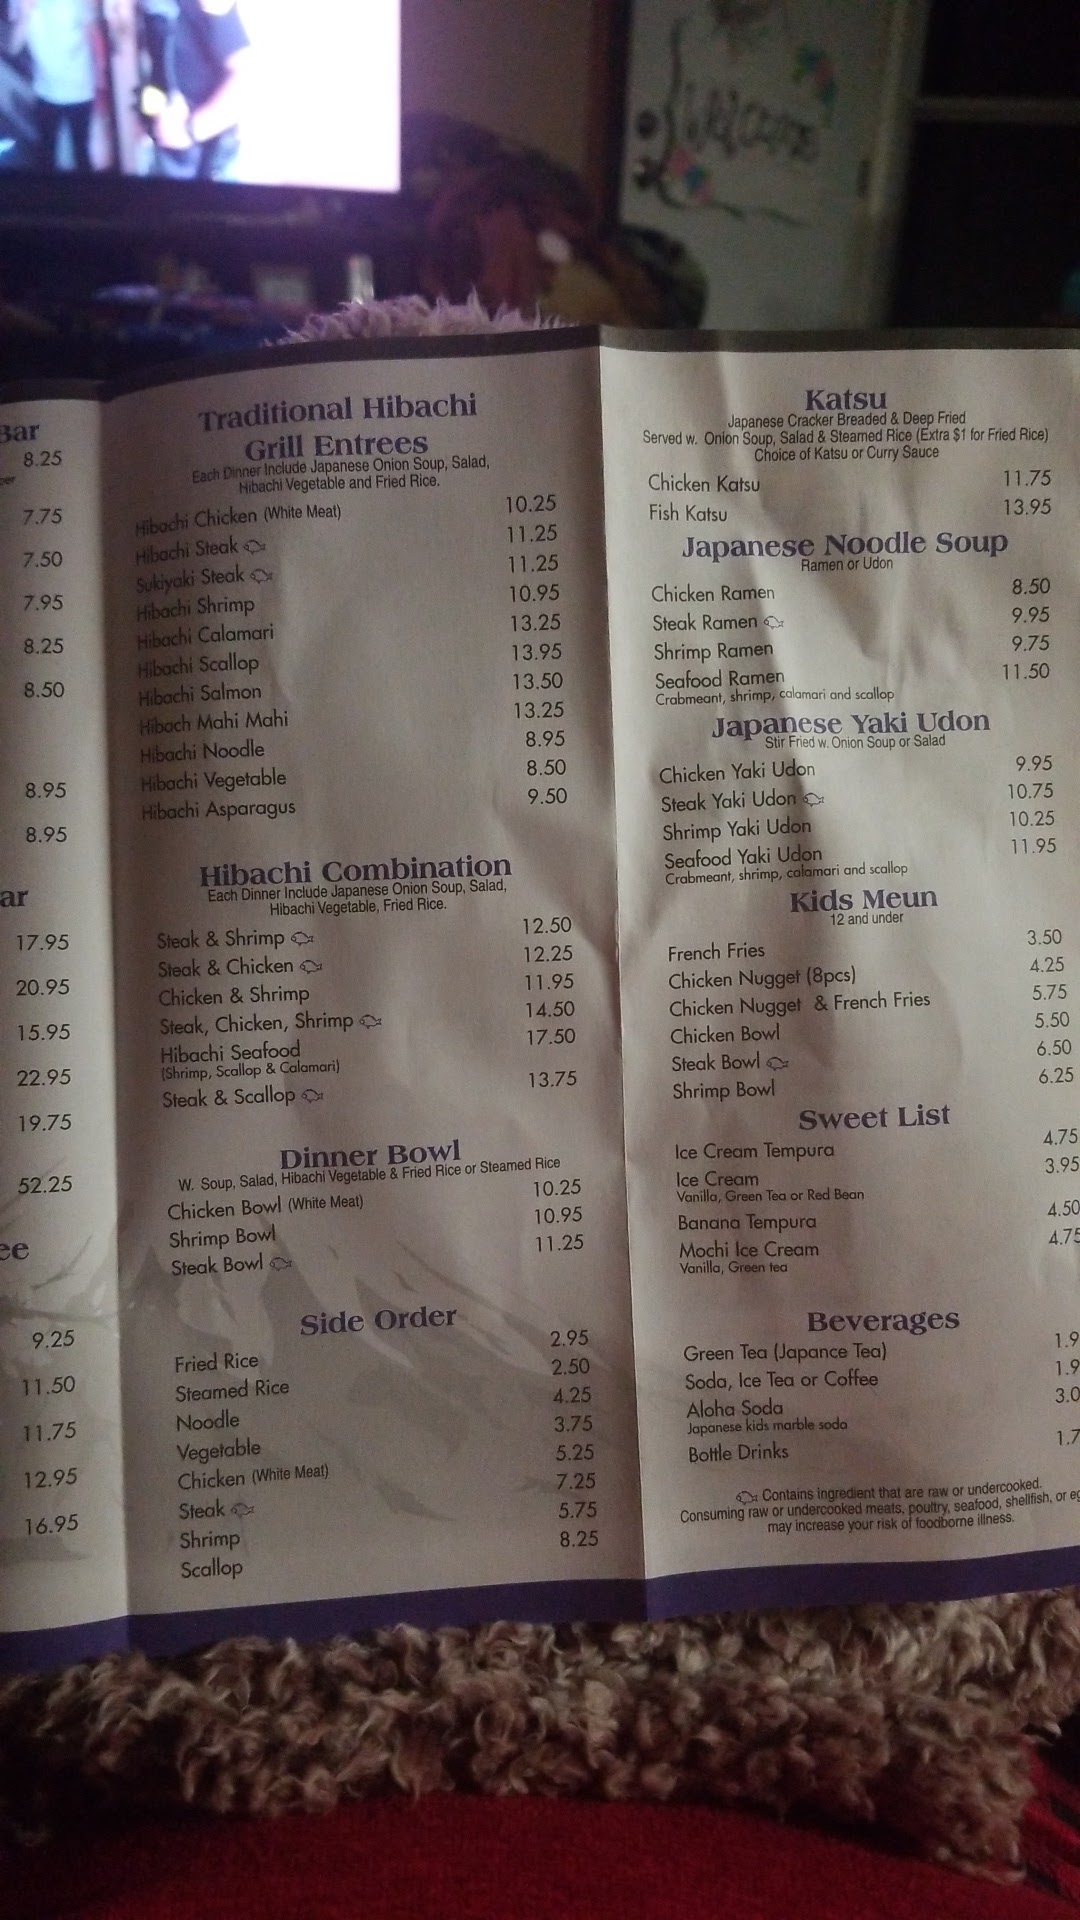 Welcome
Bar
8.25
7.75
7.50
7.95
8.25
8.50
8.95
8.95
ar
17.95
20.95
15.95
22.95
19.75
52.25
ee
9.25
11.50
11.75
12.95
16.95
Traditional Hibachi
Grill Entrees
Each Dinner Include Japanese Onion Soup, Salad,
Hibachi Vegetable and Fried Rice.
Hibachi Chicken (White Meat) 10.25
Hibachi Steak 11.25
Sukiyaki Steak 11.25
Hibachi Shrimp 10.95
Hibachi Calamari 13.25
Hibachi Scallop 13.95
Hibachi Salmon 13.50
Hibach Mahi Mahi 13.25
Hibachi Noodle 8.95
Hibachi Vegetable 8.50
Hibachi Asparagus 9.50
Hibachi Combination
Each Dinner Include Japanese Onion Soup, Salad,
Hibachi Vegetable, Fried Rice.
Steak & Shrimp 12.50
Steak & Chicken 12.25
Chicken & Shrimp 11.95
Steak, Chicken, Shrimp 14.50
Hibachi Seafood 17.50
(Shrimp, Scallop & Calamari)
Steak & Scallop 13.75
Dinner Bowl
W. Soup, Salad, Hibachi Vegetable & Fried Rice or Steamed Rice
Chicken Bowl (White Meat) 10.25
Shrimp Bowl 10.95
Steak Bowl 11.25
Side Order
Fried Rice 2.95
Steamed Rice 2.50
Noodle 4.25
Vegetable 3.75
Chicken (White Meat) 5.25
Steak 7.25
Shrimp 5.75
Scallop 8.25
Katsu
Japanese Cracker Breaded & Deep Fried
Served w. Onion Soup, Salad & Steamed Rice (Extra $1 for Fried Rice)
Choice of Katsu or Curry Sauce
Chicken Katsu 11.75
Fish Katsu 13.95
Japanese Noodle Soup
Ramen or Udon
Chicken Ramen 8.50
Steak Ramen 9.95
Shrimp Ramen 9.75
Seafood Ramen 11.50
Crabmeant, shrimp, calamari and scallop
Japanese Yaki Udon
Stir Fried w. Onion Soup or Salad
Chicken Yaki Udon 9.95
Steak Yaki Udon 10.75
Shrimp Yaki Udon 10.25
Seafood Yaki Udon 11.95
Crabmeant, shrimp, calamari and scallop
Kids Meun
12 and under
French Fries 3.50
Chicken Nugget (8pcs) 4.25
Chicken Nugget & French Fries 5.75
Chicken Bowl 5.50
Steak Bowl 6.50
Shrimp Bowl 6.25
Sweet List
Ice Cream Tempura 4.75
Ice Cream 3.95
Vanilla, Green Tea or Red Bean
Banana Tempura 4.50
Mochi Ice Cream 4.75
Vanilla, Green tea
Beverages
Green Tea (Japance Tea) 1.9
Soda, Ice Tea or Coffee 1.9
Aloha Soda 3.0
Japanese kids marble soda
Bottle Drinks 1.7
Contains ingredient that are raw or undercooked.
Consuming raw or undercooked meats, poultry, seafood, shellfish, or eg
may increase your risk of foodborne illness.